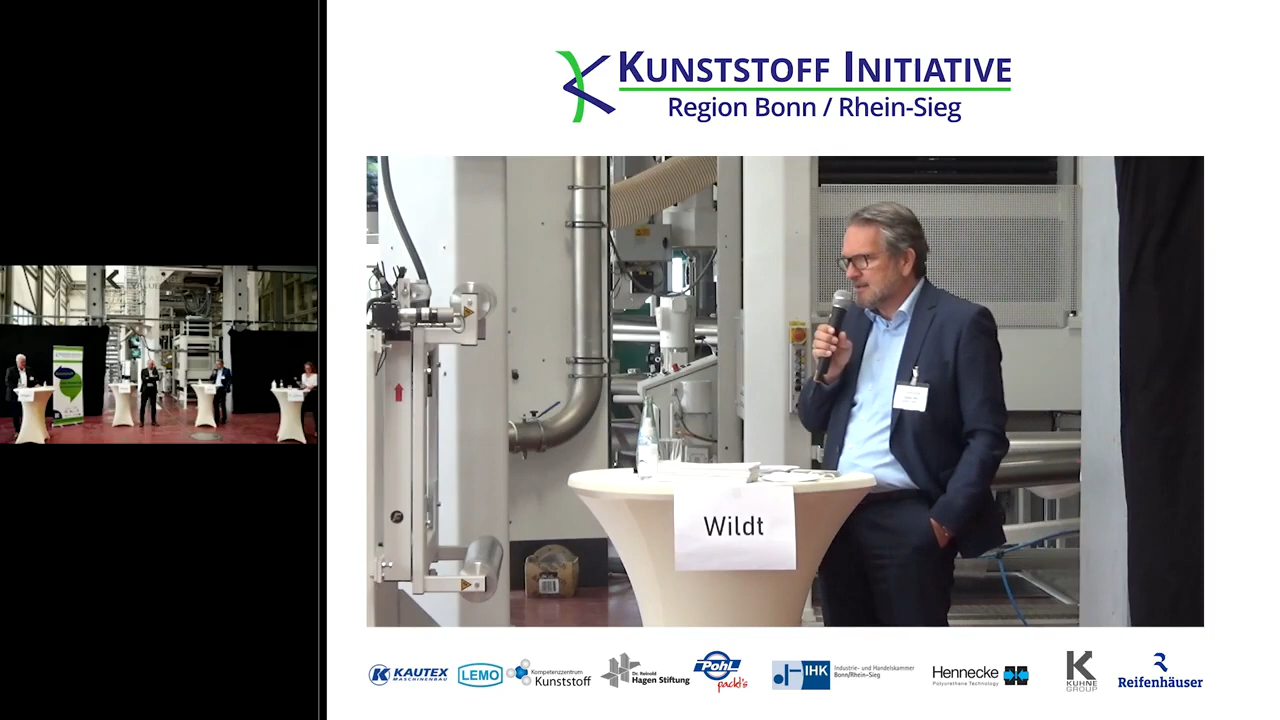 KUNSTSTOFF INITIATIVE
Region Bonn / Rhein-Sieg
Wildt
KAUTEX
MASCHINENBAU
LEMO
Kompetenzzentrum
Kunststoff
Dr. Reinold
Hagen Stiftung
Pohl
packt's
IHK
Industrie- und Handelskammer
Bonn/Rhein-Sieg
Hennecke
Polyurethane Technology
KUHNE
GROUP
Reifenhäuser